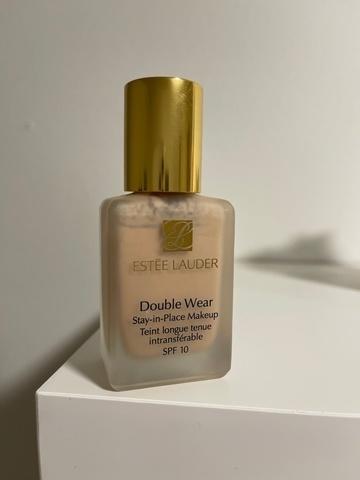 ESTĒE LAUDER
Double Wear
Stay-in-Place Makeup
Teint longue tenue
intransférable
SPF 10